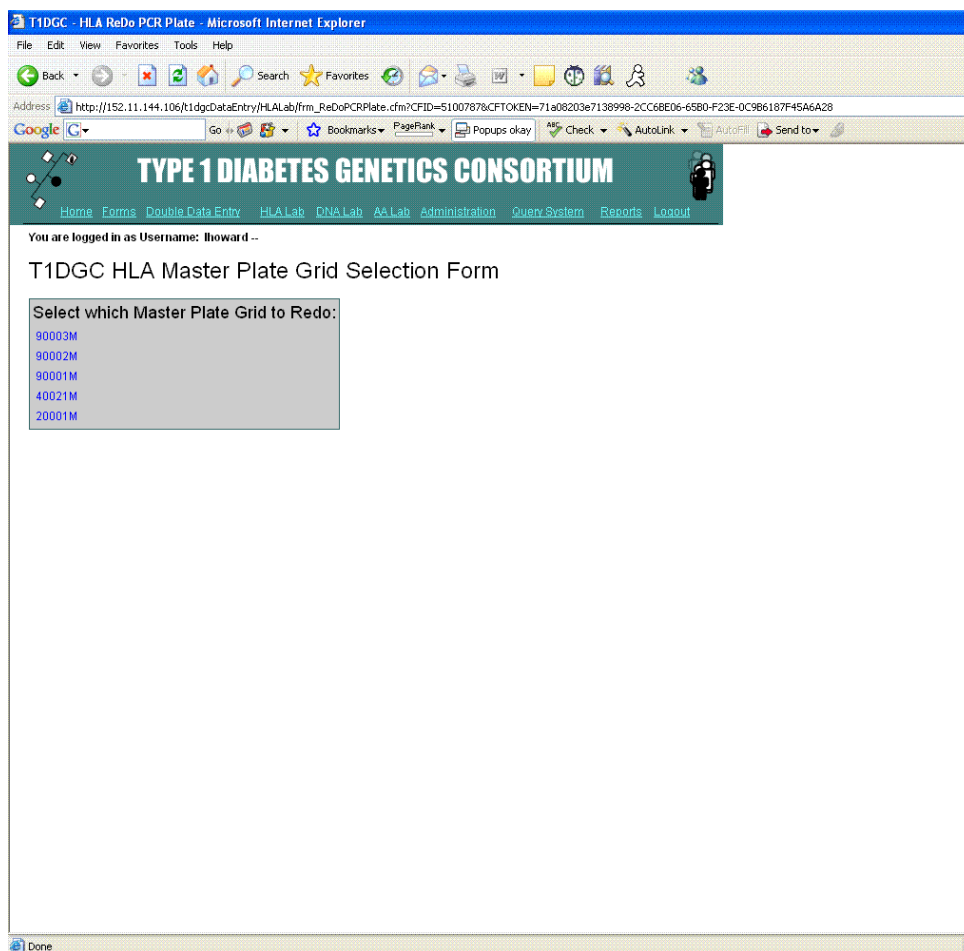 T1DGC - HLA ReDo PCR Plate - Microsoft Internet Explorer
File Edit View Favorites Tools Help
Back Search Favorites
Address http://152.11.144.106/t1dgcDataEntry/HLALab/frm_ReDoPCRPlate.cfm?CFID=5100787&CFTOKEN=71a08203e7138998-2CC6BE06-65B0-F23E-0C9B6187F45A6A28
Google G Go Bookmarks PageRank Popups okay ABC Check AutoLink AutoFill Send to
TYPE 1 DIABETES GENETICS CONSORTIUM
Home Forms Double Data Entry HLA Lab DNA Lab AA Lab Administration Query System Reports Logout
You are logged in as Username: lhoward --
T1DGC HLA Master Plate Grid Selection Form
Select which Master Plate Grid to Redo:
90003M
90002M
90001M
40021M
20001M
Done